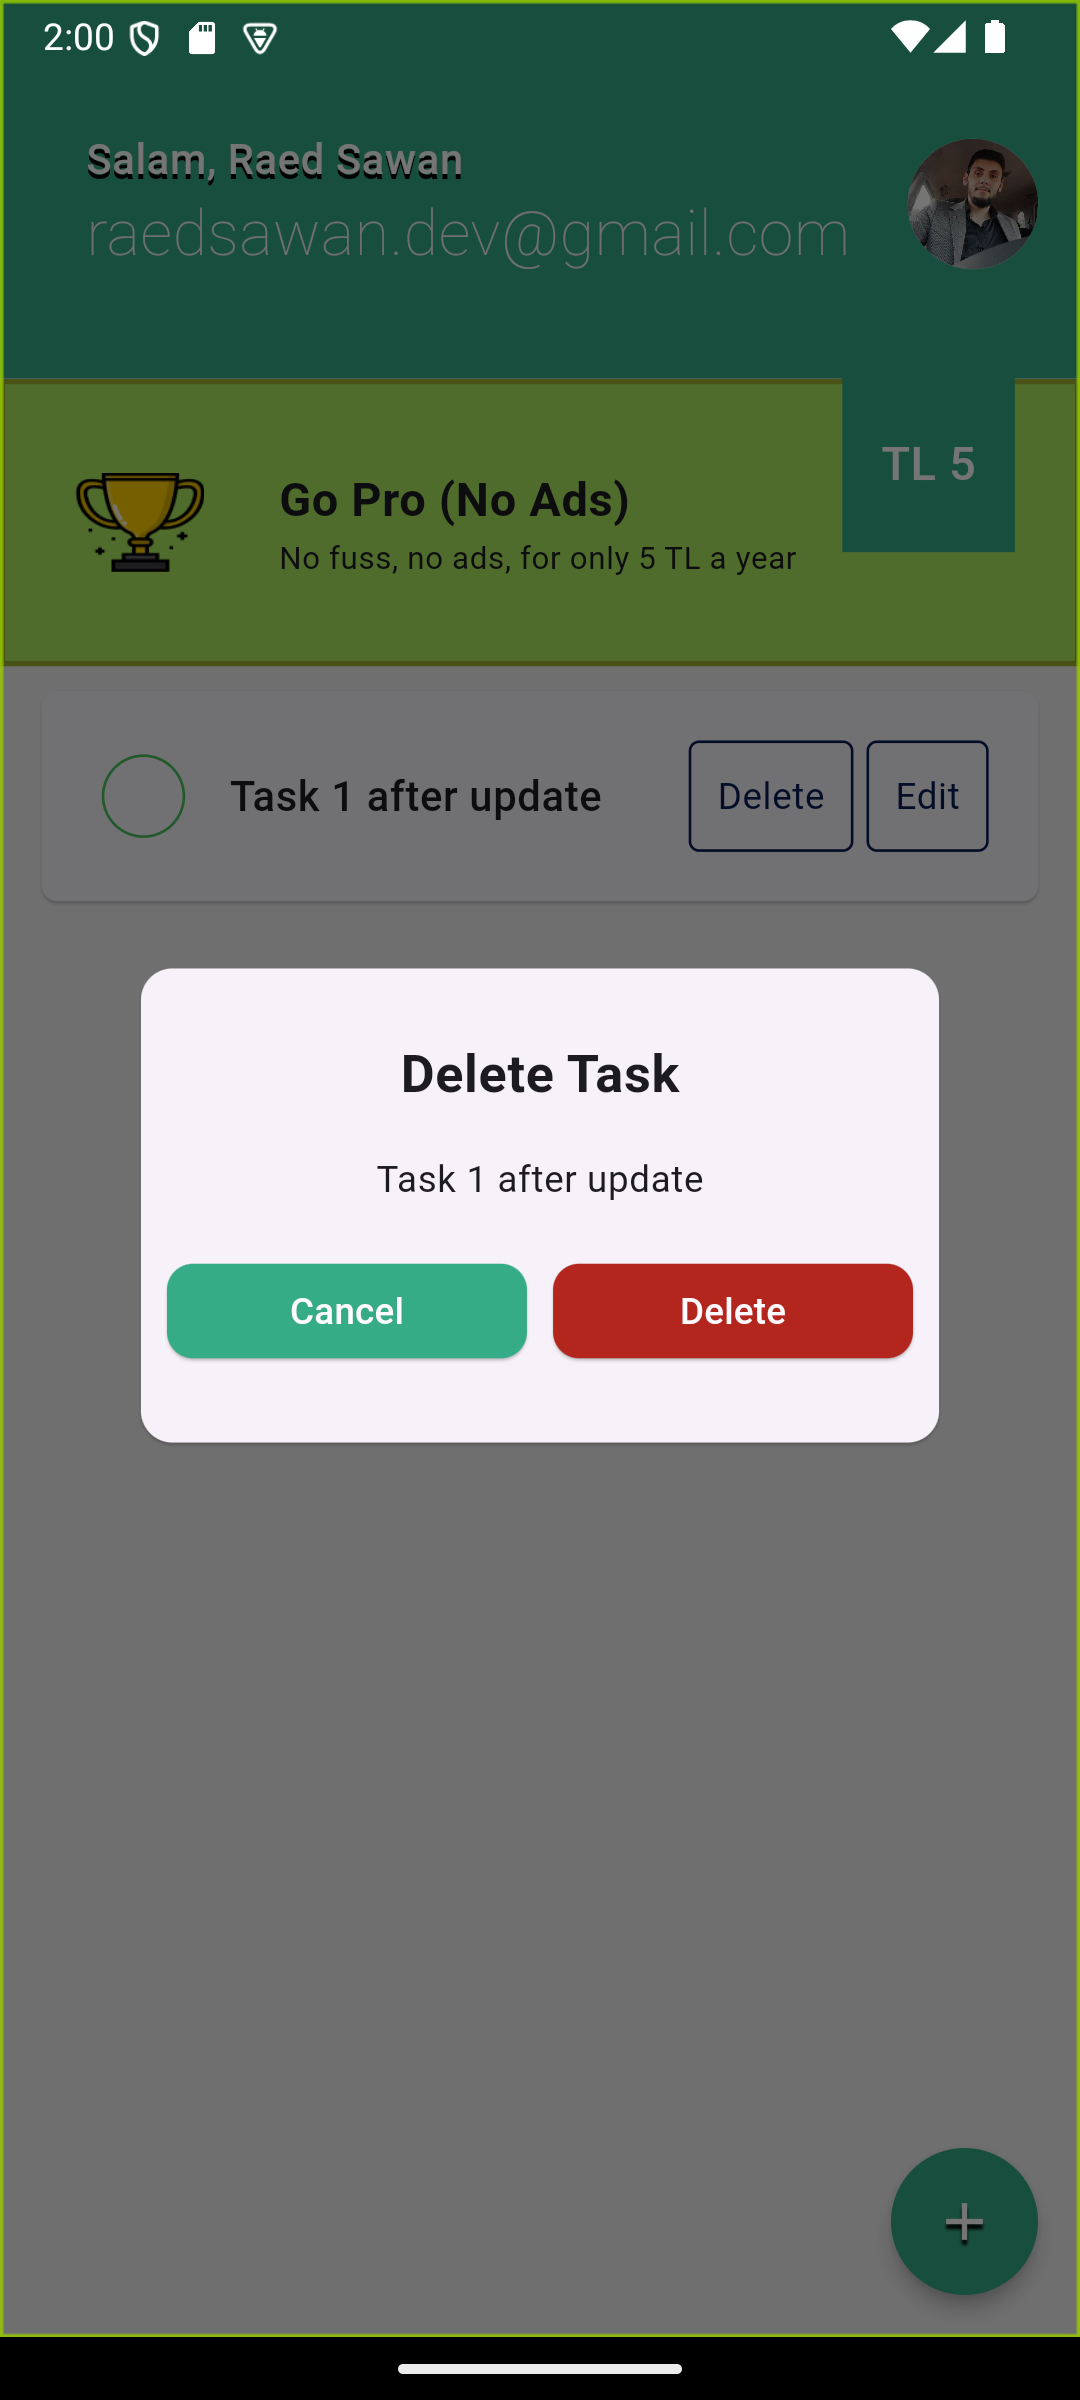 2:00
Salam, Raed Sawan
raedsawan.dev@gmail.com
TL 5
Go Pro (No Ads)
No fuss, no ads, for only 5 TL a year
Task 1 after update Delete Edit
Delete Task
Task 1 after update
Cancel Delete
+